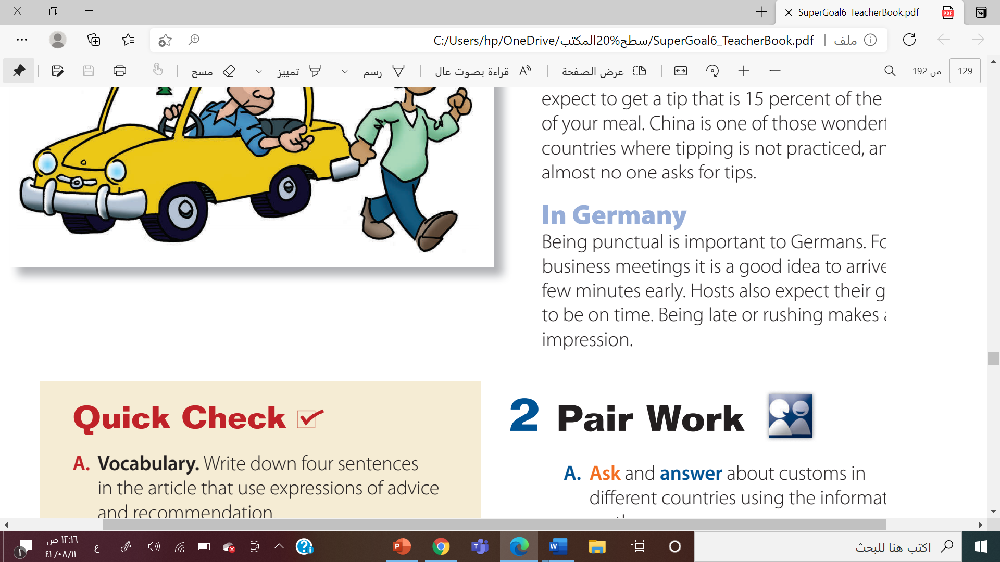 SuperGoal6_TeacherBook.pdf
C:/Users/hp/OneDrive/سطح%20المكتب/SuperGoal6_TeacherBook.pdf
ملف
مسح
تمييز
رسم
قراءة بصوت عالٍ
عرض الصفحة
من 192
129
expect to get a tip that is 15 percent of the
of your meal. China is one of those wonderf
countries where tipping is not practiced, an
almost no one asks for tips.
In Germany
Being punctual is important to Germans. Fo
business meetings it is a good idea to arrive
few minutes early. Hosts also expect their g
to be on time. Being late or rushing makes a
impression.
Quick Check
A. Vocabulary. Write down four sentences
in the article that use expressions of advice
and recommendation.
2 Pair Work
A. Ask and answer about customs in
different countries using the informat
١٢:١٦ ص
٤٢/٠٨/١٢
ع
اكتب هنا للبحث